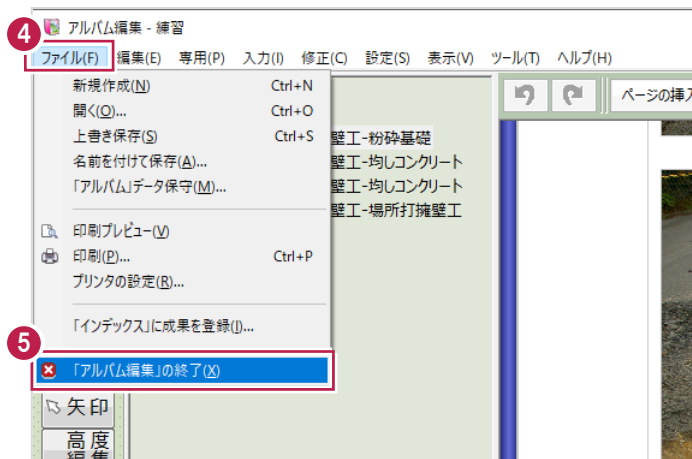 アルバム編集 - 練習
4
ファイル(F) 編集(E) 専用(P) 入力(I) 修正(C) 設定(S) 表示(V) ツール(T) ヘルプ(H)
新規作成(N) Ctrl+N
開く(O)... Ctrl+O
上書き保存(S) Ctrl+S
名前を付けて保存(A)...
「アルバム」データ保守(M)...
印刷プレビュー(V)
印刷(P)... Ctrl+P
プリンタの設定(R)...
「インデックス」に成果を登録(J)...
5
「アルバム編集」の終了(X)
ページの挿入
壁工-粉砕基礎
壁工-均しコンクリート
壁工-均しコンクリート
壁工-場所打擁壁工
矢印
高度
編集